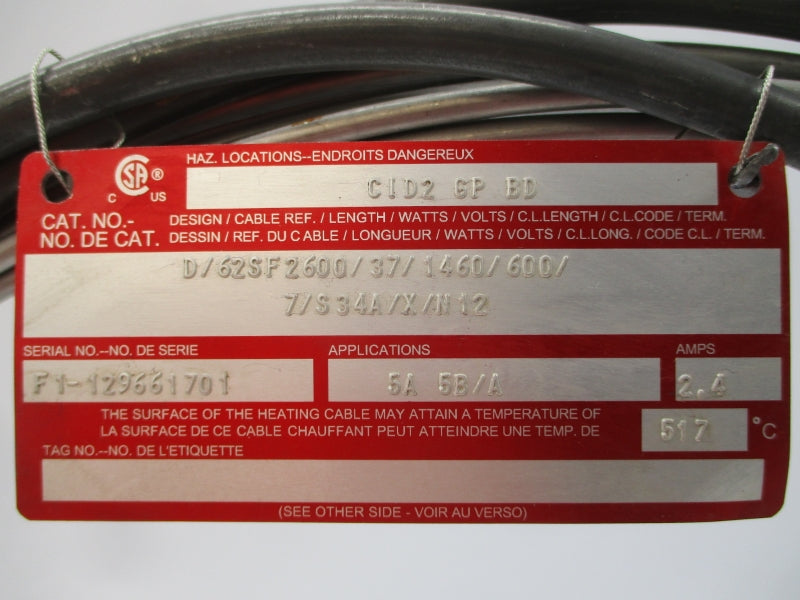 HAZ. LOCATIONS--ENDROITS DANGEREUX
CSA ®
C US
CID2 GP BD
CAT. NO.- DESIGN / CABLE REF. / LENGTH / WATTS / VOLTS / C.L.LENGTH / C.L.CODE / TERM.
NO. DE CAT. DESSIN / REF. DU CABLE / LONGUEUR / WATTS / VOLTS / C.L.LONG. / CODE C.L. / TERM.
D/62SF2600/37/1460/600/
7/S34A/X/N12
SERIAL NO.--NO. DE SERIE APPLICATIONS AMPS
F1-129661701 5A 5B/A 2.4
THE SURFACE OF THE HEATING CABLE MAY ATTAIN A TEMPERATURE OF
LA SURFACE DE CE CABLE CHAUFFANT PEUT ATTEINDRE UNE TEMP. DE 517 °C
TAG NO.--NO. DE L'ETIQUETTE
(SEE OTHER SIDE - VOIR AU VERSO)